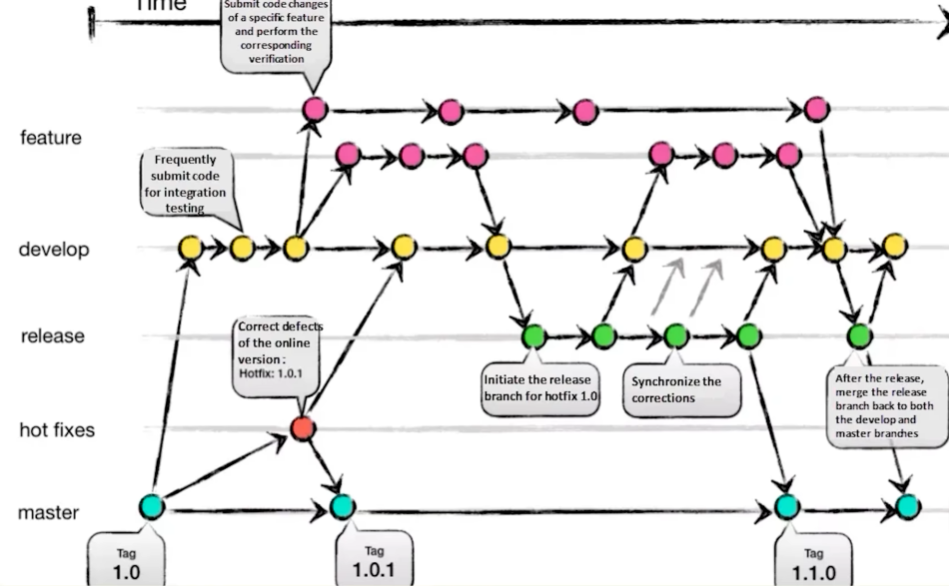 Time
Submit code changes
of a specific feature
and perform the
corresponding
verification
feature
Frequently
submit code
for integration
testing
develop
release
Correct defects
of the online
version :
Hotfix: 1.0.1
Initiate the release
branch for hotfix 1.0
Synchronize the
corrections
After the release,
merge the release
branch back to both
the develop and
master branches
hot fixes
master
Tag
1.0
Tag
1.0.1
Tag
1.1.0